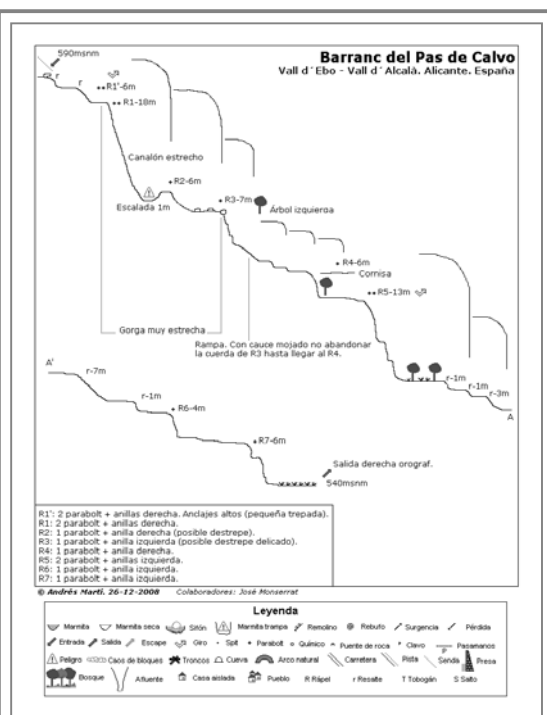 Barranc del Pas de Calvo
Vall d´Ebo - Vall d´Alcalá. Alicante. España
590msnm
r
r
R1'-6m
R1-18m
Canalón estrecho
R2-6m
Escalada 1m
R3-7m
Árbol izquierda
R4-6m
Cornisa
R5-13m
Gorga muy estrecha
Rampa. Con cauce mojado no abandonar
la cuerda de R3 hasta llegar al R4.
A'
r-7m
r-1m
r-1m
r-1m
r-3m
A
R6-4m
R7-6m
Salida derecha orograf.
540msnm
R1': 2 parabolt + anillas derecha. Anclajes altos (pequeña trepada).
R1: 2 parabolt + anillas derecha.
R2: 1 parabolt + anilla derecha (posible destrepe).
R3: 1 parabolt + anilla izquierda (posible destrepe delicado).
R4: 1 parabolt + anilla derecha.
R5: 2 parabolt + anillas izquierda.
R6: 1 parabolt + anilla izquierda.
R7: 1 parabolt + anilla izquierda.
© Andrés Martí. 26-12-2008 Colaboradores: José Monserrat
Leyenda
Marmita Marmita seca Sifón Marmita trampa Remolino Rebufo Surgencia Pérdida
Entrada Salida Escape Giro Spit Parabolt Químico Puente de roca Clavo Pasamanos
Peligro Caos de bloques Troncos Cueva Arco natural Carretera Pista Senda Presa
Bosque Afluente Casa aislada Pueblo R Rápel r Resalte T Tobogán S Salto